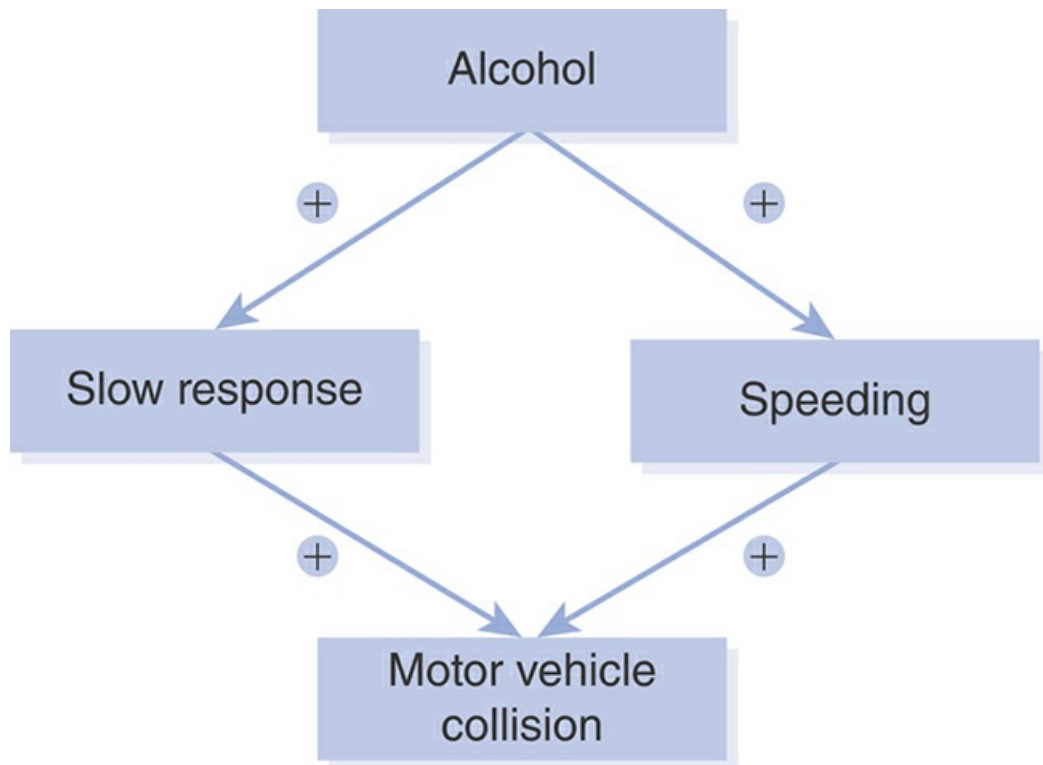 Alcohol
+
+
Slow response
Speeding
+
+
Motor vehicle
collision